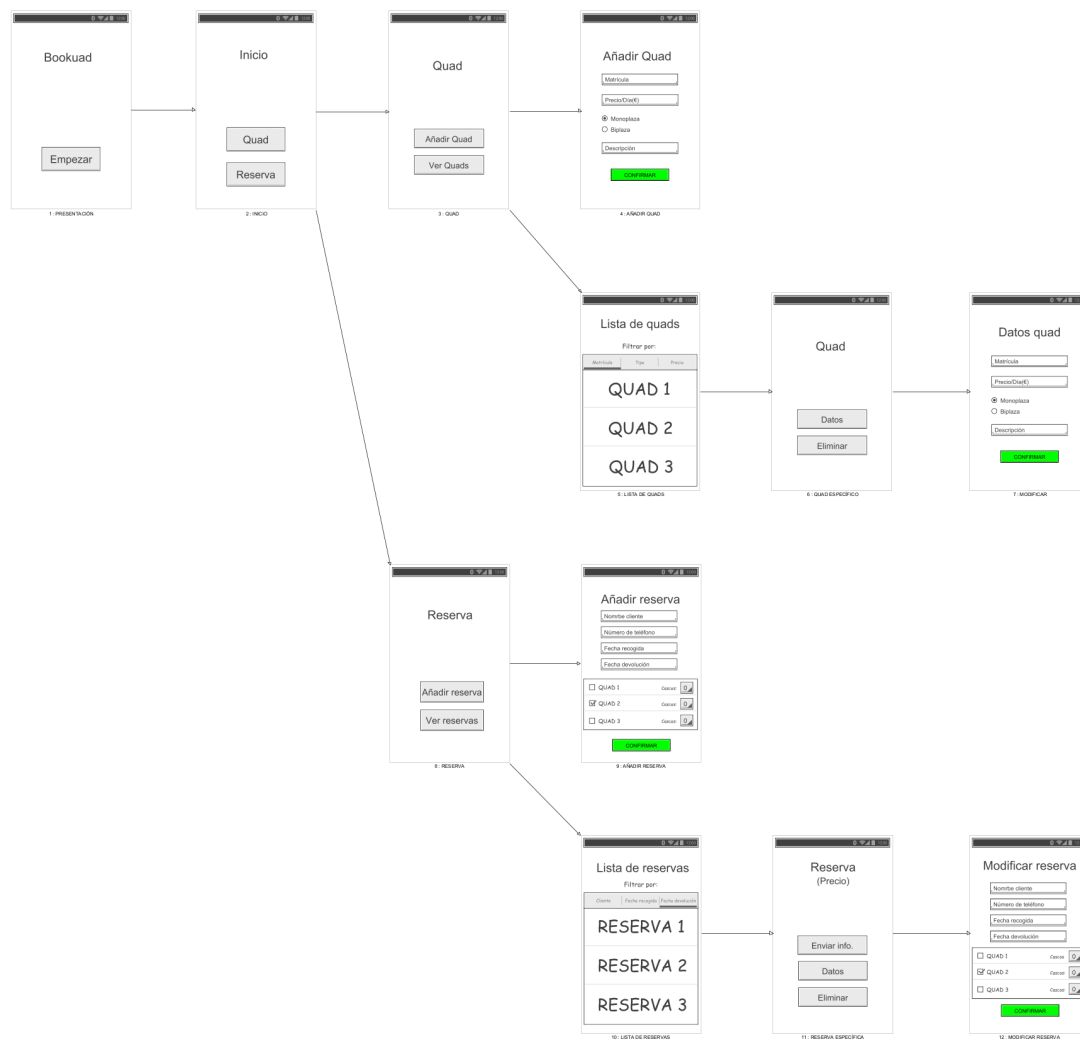 Bookuad
Empezar
1 : PRESENTACIÓN
Inicio
Quad
Reserva
2 : INICIO
Quad
Añadir Quad
Ver Quads
3 : QUAD
Añadir Quad
Matrícula
Precio/Día(€)
Monoplaza
Biplaza
Descripción
CONFIRMAR
4 : AÑADIR QUAD
Lista de quads
Filtrar por:
Matrícula Tipo Precio
QUAD 1
QUAD 2
QUAD 3
5 : LISTA DE QUADS
Quad
Datos
Eliminar
6 : QUAD ESPECÍFICO
Datos quad
Matrícula
Precio/Día(€)
Monoplaza
Biplaza
Descripción
CONFIRMAR
7 : MODIFICAR
Reserva
Añadir reserva
Ver reservas
8 : RESERVA
Añadir reserva
Nomrbe cliente
Número de teléfono
Fecha recogida
Fecha devolución
QUAD 1 Cascos: 0
QUAD 2 Cascos: 0
QUAD 3 Cascos: 0
CONFIRMAR
9 : AÑADIR RESERVA
Lista de reservas
Filtrar por:
Cliente Fecha recogida Fecha devolución
RESERVA 1
RESERVA 2
RESERVA 3
10 : LISTA DE RESERVAS
Reserva
(Precio)
Enviar info.
Datos
Eliminar
11 : RESERVA ESPECÍFICA
Modificar reserva
Nomrbe cliente
Número de teléfono
Fecha recogida
Fecha devolución
QUAD 1 Cascos: 0
QUAD 2 Cascos: 0
QUAD 3 Cascos: 0
CONFIRMAR
12 : MODIFICAR RESERVA